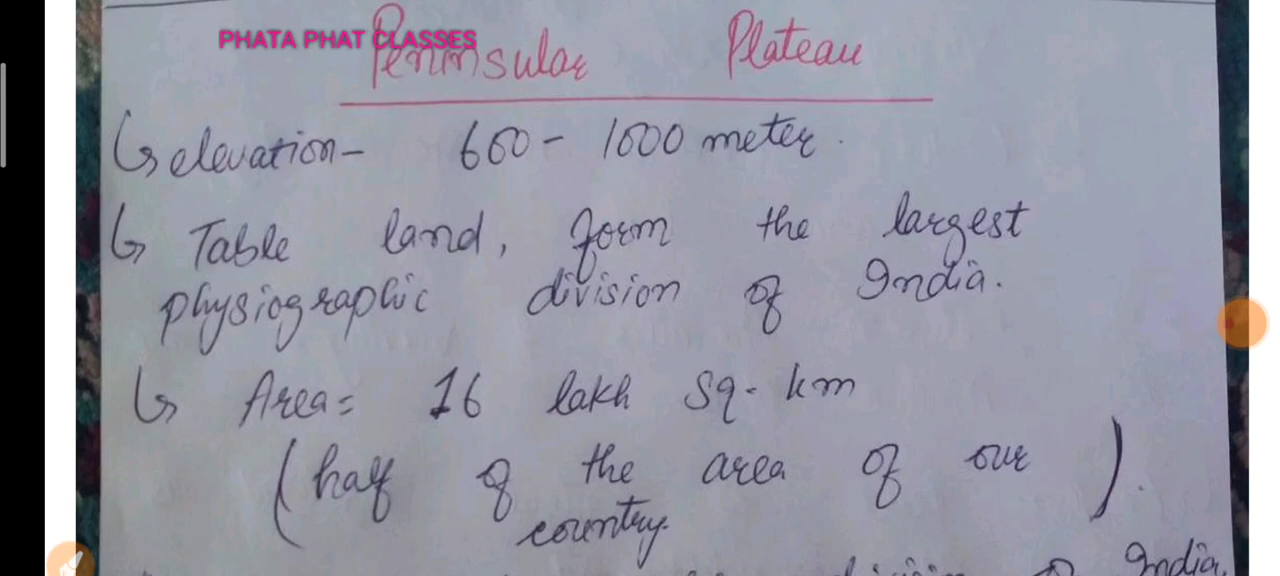 PHATA PHAT CLASSES
Peninsular Plateau
↳ elevation- 600 - 1000 meter.
↳ Table land, form the largest
physiographic division of India.
↳ Area = 16 lakh sq. km
(half of the area of our
country).
of India.